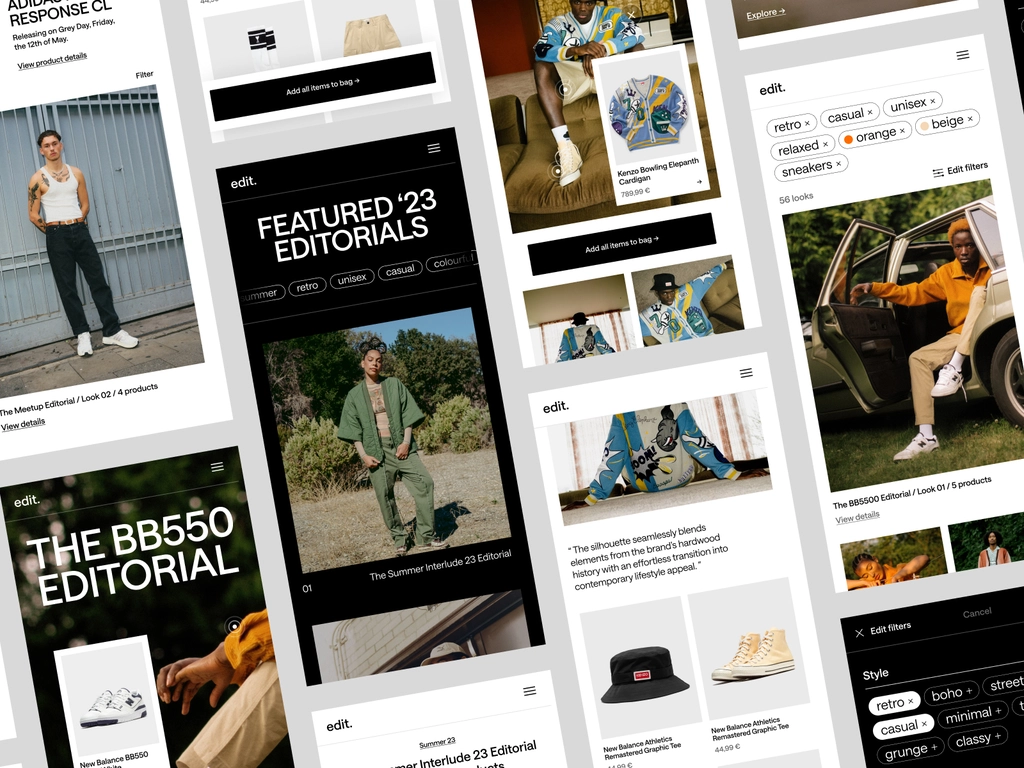 ADIDAS
RESPONSE CL
Releasing on Grey Day, Friday,
the 12th of May.
View product details
Filter
The Meetup Editorial / Look 02 / 4 products
View details
edit.
THE BB550
EDITORIAL
New Balance BB550
White
Add all items to bag →
edit.
FEATURED ‘23
EDITORIALS
summer
retro
unisex
casual
colourful
01
The Summer Interlude 23 Editorial
edit.
Summer 23
Summer Interlude 23 Editorial
Products
Kenzo Bowling Elepanth
Cardigan
789,99 €
→
Add all items to bag →
edit.
“ The silhouette seamlessly blends
elements from the brand’s hardwood
history with an effortless transition into
contemporary lifestyle appeal. ”
New Balance Athletics
Remastered Graphic Tee
44,99 €
New Balance Athletics
Remastered Graphic Tee
44,99 €
Explore →
edit.
retro ×
casual ×
unisex ×
relaxed ×
orange ×
beige ×
sneakers ×
Edit filters
56 looks
The BB5500 Editorial / Look 01 / 5 products
View details
Edit filters
Cancel
Style
retro ×
boho +
street
casual ×
minimal +
grunge +
classy +